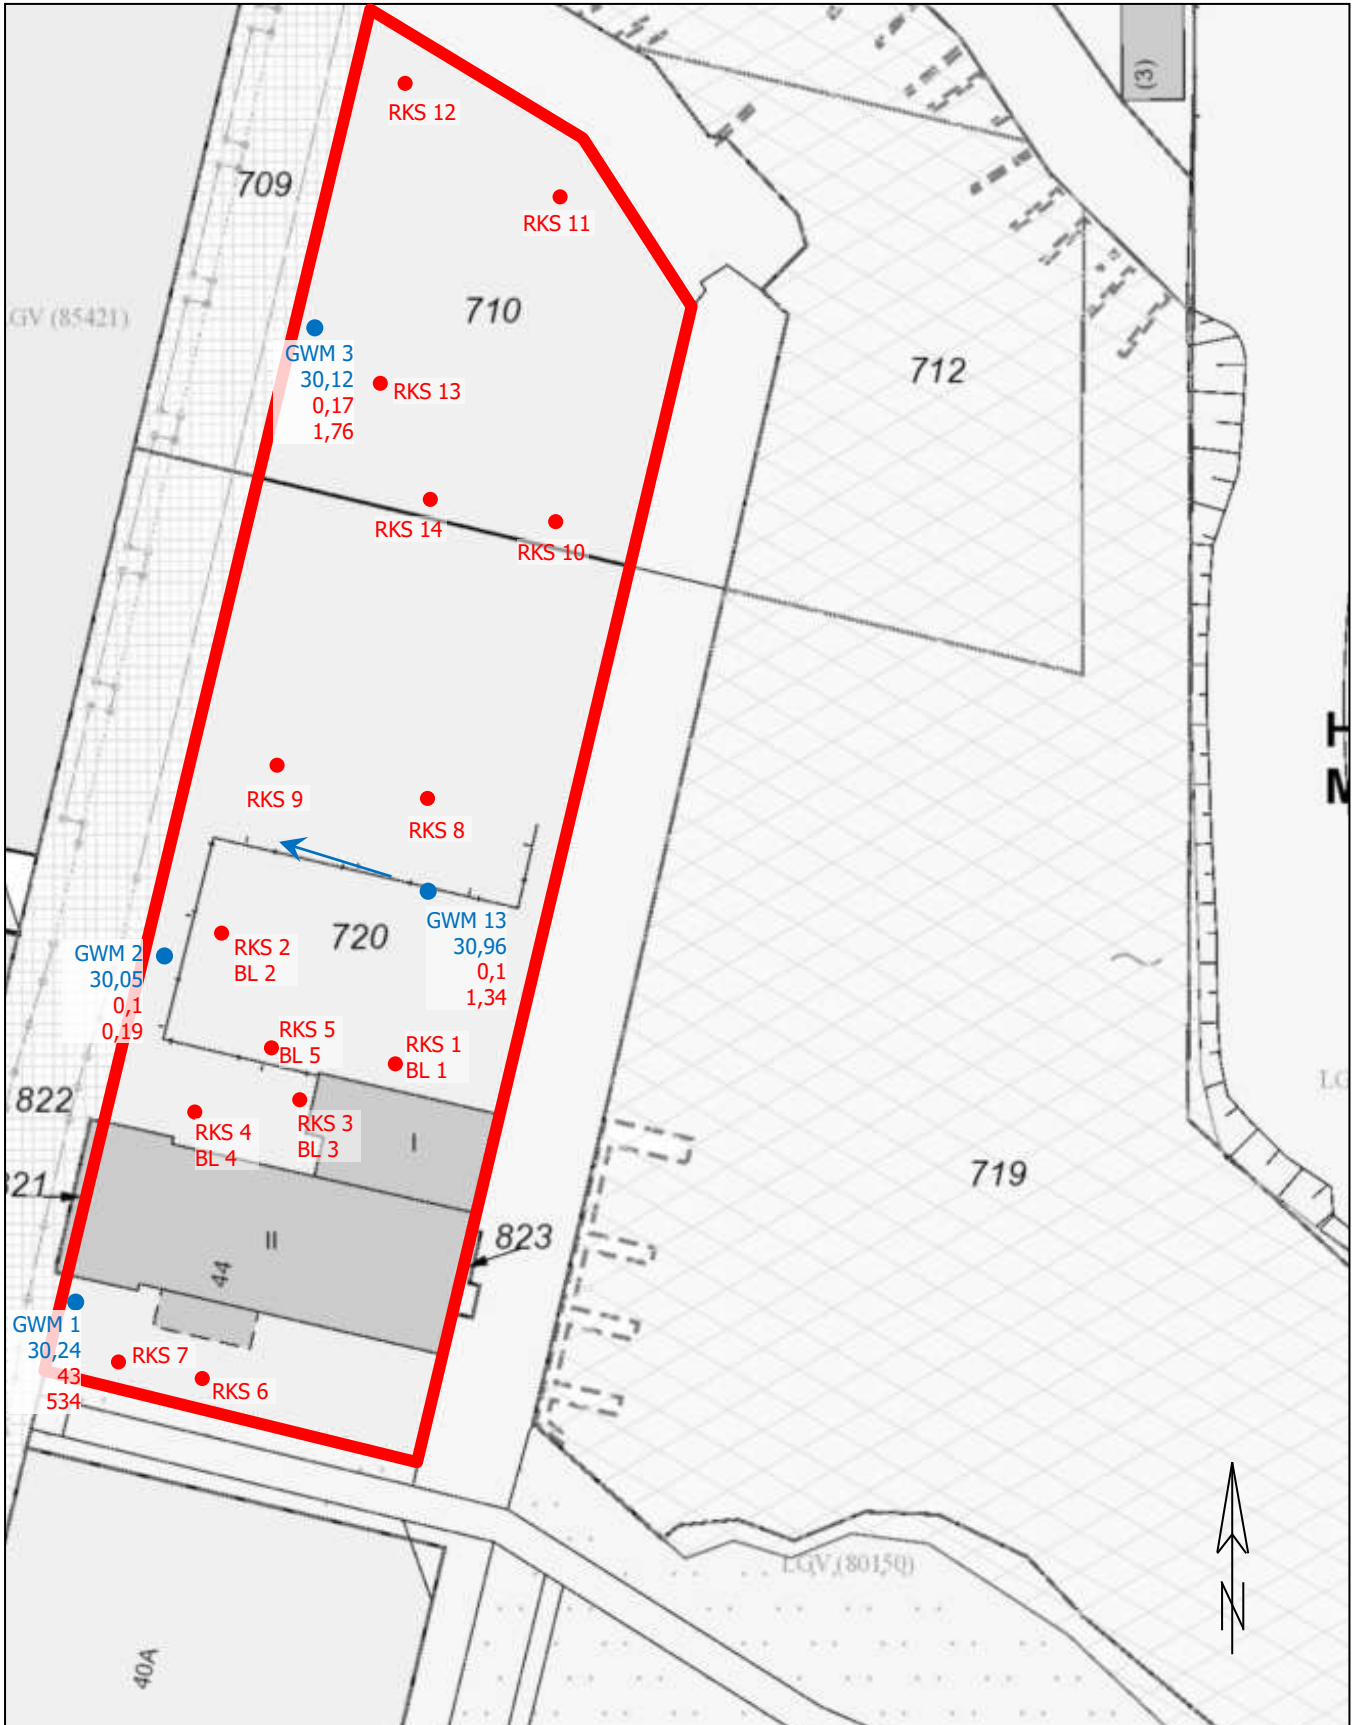 (3)
RKS 12
709
RKS 11
710
GV (85421)
GWM 3
30,12
0,17
1,76
RKS 13
712
RKS 14
RKS 10
H
M
RKS 9
RKS 8
GWM 13
30,96
0,1
1,34
720
RKS 2
BL 2
GWM 2
30,05
0,1
0,19
RKS 5
BL 5
RKS 1
BL 1
822
LG
RKS 4
BL 4
RKS 3
BL 3
I
821
719
II
44
823
GWM 1
30,24
43
534
RKS 7
RKS 6
LGV (80150)
N
40A